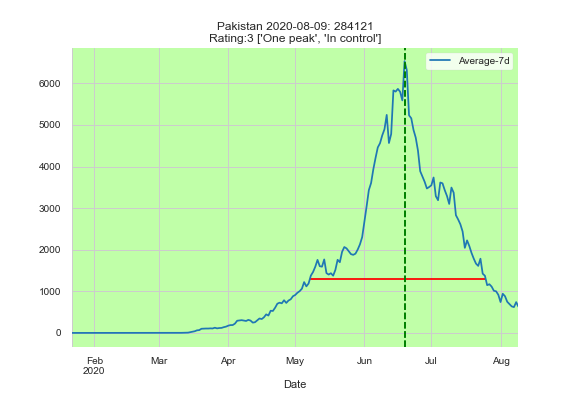 Pakistan 2020-08-09: 284121
Rating:3 ['One peak', 'In control']
Average-7d
6000
5000
4000
3000
2000
1000
0
Feb
2020
Mar
Apr
May
Jun
Jul
Aug
Date